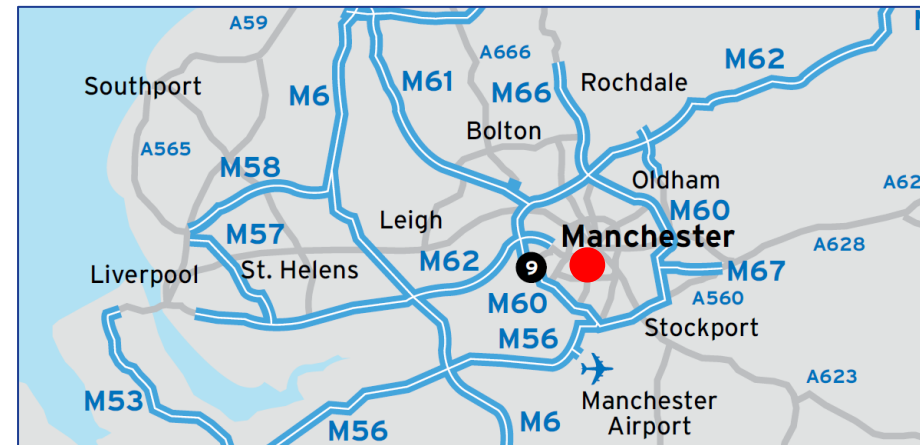 A59
A666
M62
Southport
M6
M61
M66
Rochdale
Bolton
A565
M58
Oldham
A62
M60
Leigh
M57
Manchester
A628
Liverpool
St. Helens
M62
9
M67
M60
A560
M56
Stockport
M53
Manchester
Airport
A623
M56
M6